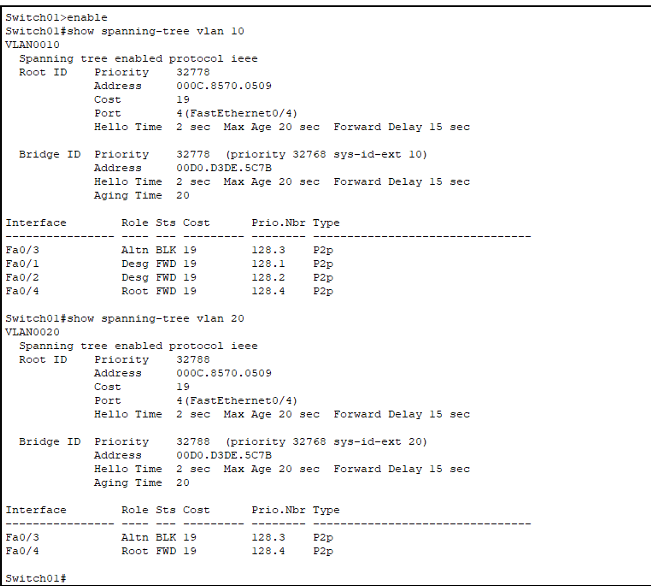 Switch01>enable
Switch01#show spanning-tree vlan 10
VLAN0010
  Spanning tree enabled protocol ieee
  Root ID    Priority    32778
             Address     000C.8570.0509
             Cost        19
             Port        4(FastEthernet0/4)
             Hello Time  2 sec  Max Age 20 sec  Forward Delay 15 sec

  Bridge ID  Priority    32778  (priority 32768 sys-id-ext 10)
             Address     00D0.D3DE.5C7B
             Hello Time  2 sec  Max Age 20 sec  Forward Delay 15 sec
             Aging Time  20

Interface        Role Sts Cost      Prio.Nbr Type
---------------- ---- --- --------- -------- --------------------------------
Fa0/3            Altn BLK 19        128.3    P2p
Fa0/1            Desg FWD 19        128.1    P2p
Fa0/2            Desg FWD 19        128.2    P2p
Fa0/4            Root FWD 19        128.4    P2p

Switch01#show spanning-tree vlan 20
VLAN0020
  Spanning tree enabled protocol ieee
  Root ID    Priority    32788
             Address     000C.8570.0509
             Cost        19
             Port        4(FastEthernet0/4)
             Hello Time  2 sec  Max Age 20 sec  Forward Delay 15 sec

  Bridge ID  Priority    32788  (priority 32768 sys-id-ext 20)
             Address     00D0.D3DE.5C7B
             Hello Time  2 sec  Max Age 20 sec  Forward Delay 15 sec
             Aging Time  20

Interface        Role Sts Cost      Prio.Nbr Type
---------------- ---- --- --------- -------- --------------------------------
Fa0/3            Altn BLK 19        128.3    P2p
Fa0/4            Root FWD 19        128.4    P2p

Switch01#